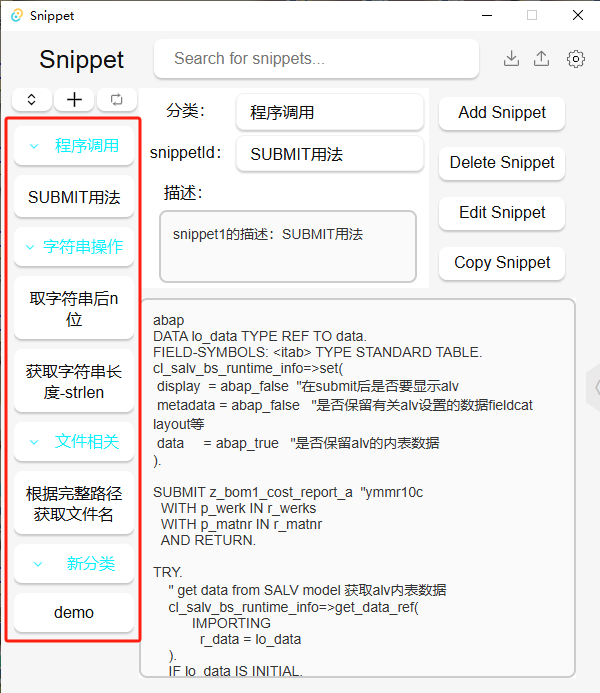 Snippet
Snippet
Search for snippets...
程序调用
SUBMIT用法
字符串操作
取字符串后n
位
获取字符串长
度-strlen
文件相关
根据完整路径
获取文件名
新分类
demo
分类：
程序调用
snippetId：
SUBMIT用法
描述：
snippet1的描述：SUBMIT用法
Add Snippet
Delete Snippet
Edit Snippet
Copy Snippet
abap
DATA lo_data TYPE REF TO data.
FIELD-SYMBOLS: <itab> TYPE STANDARD TABLE.
cl_salv_bs_runtime_info=>set(
display  = abap_false  "在submit后是否要显示alv
metadata = abap_false   "是否保留有关alv设置的数据fieldcat
layout等
data     = abap_true   "是否保留alv的内表数据
).
SUBMIT z_bom1_cost_report_a  "ymmr10c
WITH p_werk IN r_werks
WITH p_matnr IN r_matnr
AND RETURN.
TRY.
" get data from SALV model 获取alv内表数据
cl_salv_bs_runtime_info=>get_data_ref(
IMPORTING
r_data = lo_data
).
IF lo_data IS INITIAL.